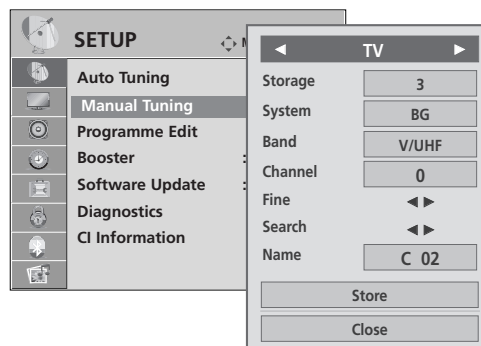 SETUP
M
Auto Tuning
Manual Tuning
Programme Edit
Booster :
Software Update :
Diagnostics
CI Information
◄ TV ►
Storage 3
System BG
Band V/UHF
Channel 0
Fine ◄ ►
Search ◄ ►
Name C 02
Store
Close